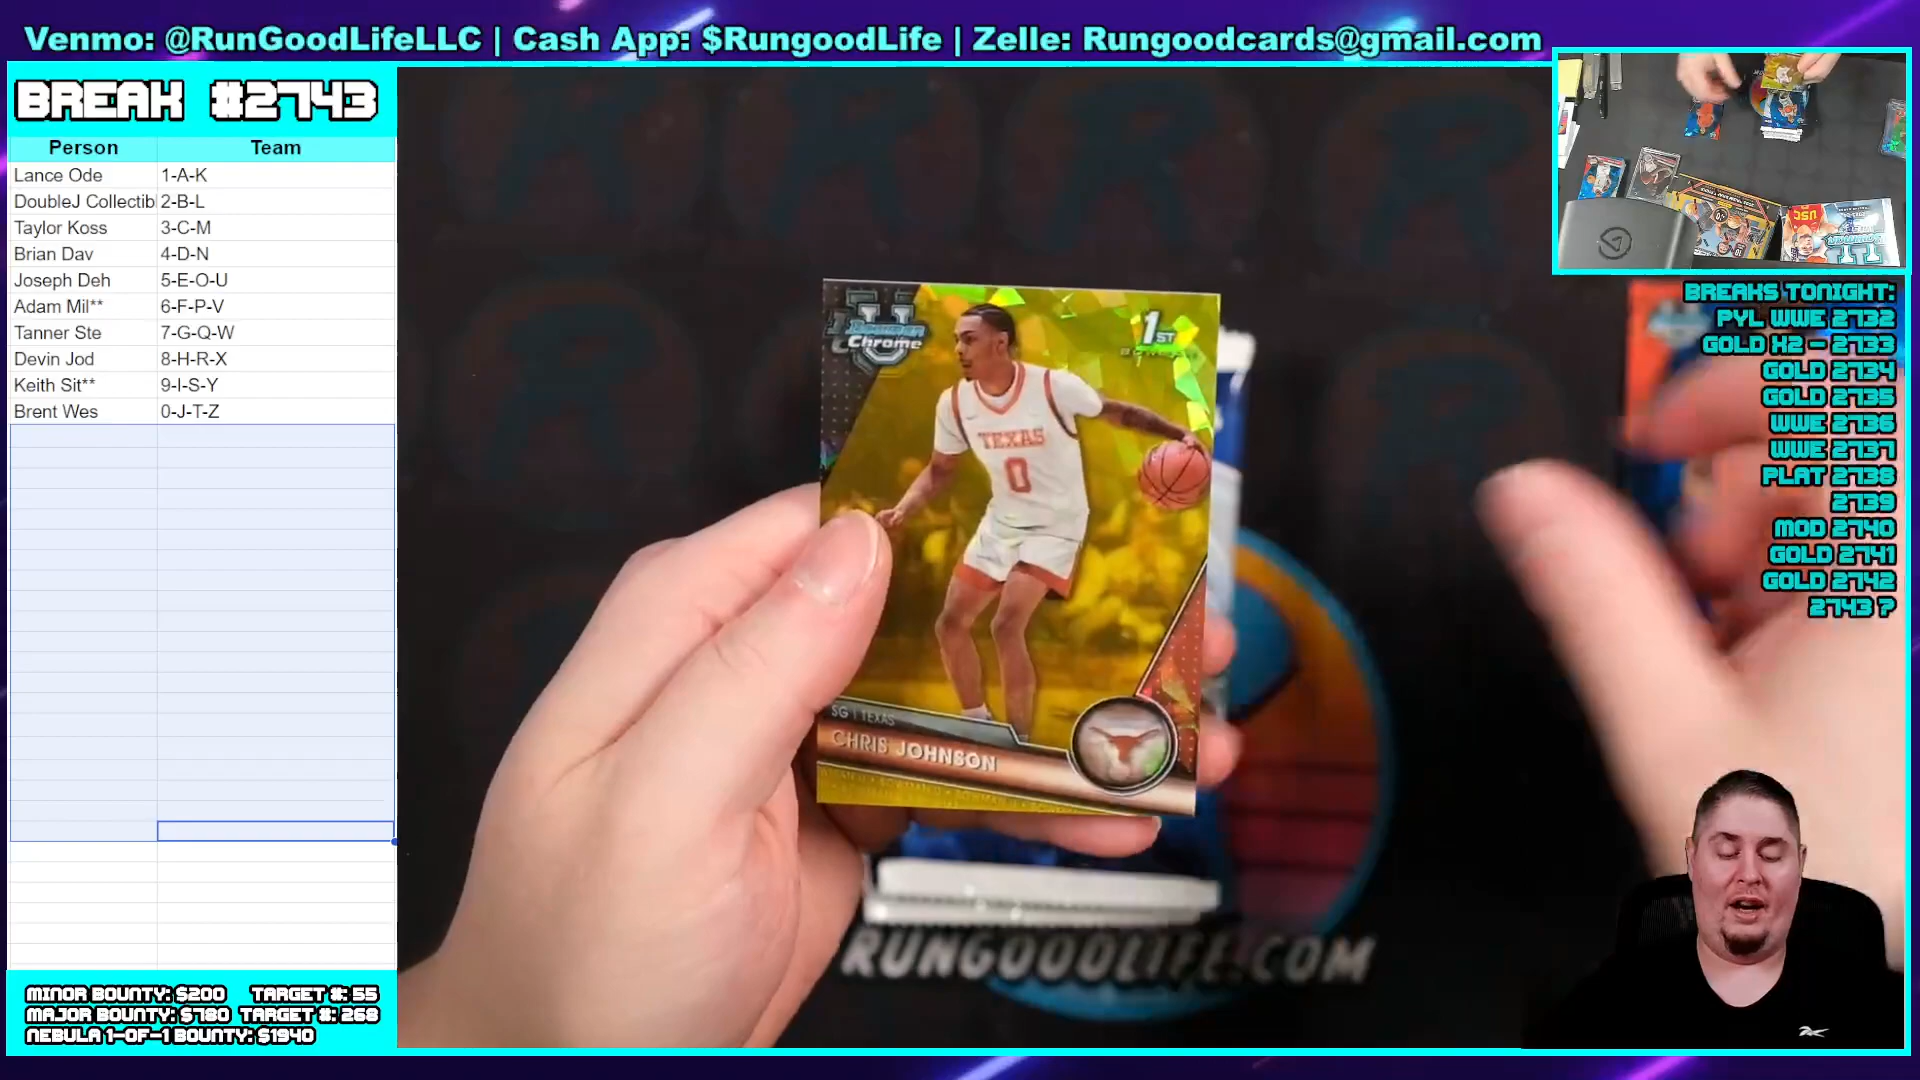 Venmo: @RunGoodLifeLLC | Cash App: $RungoodLife | Zelle: Rungoodcards@gmail.com
BREAK #2743
Person Team
Lance Ode 1-A-K
DoubleJ Collectib 2-B-L
Taylor Koss 3-C-M
Brian Dav 4-D-N
Joseph Deh 5-E-O-U
Adam Mil** 6-F-P-V
Tanner Ste 7-G-Q-W
Devin Jod 8-H-R-X
Keith Sit** 9-I-S-Y
Brent Wes 0-J-T-Z
MINOR BOUNTY: $200 TARGET #: 55
MAJOR BOUNTY: $780 TARGET #: 268
NEBULA 1-OF-1 BOUNTY: $1940
Bowman
Chrome
1ST
TEXAS
0
SG | TEXAS
CHRIS JOHNSON
RUNGOODLIFE.COM
USC
BREAKS TONIGHT:
PYL WWE 2732
GOLD X2 - 2733
GOLD 2734
GOLD 2735
WWE 2736
WWE 2737
PLAT 2738
2739
MOD 2740
GOLD 2741
GOLD 2742
2743 ?